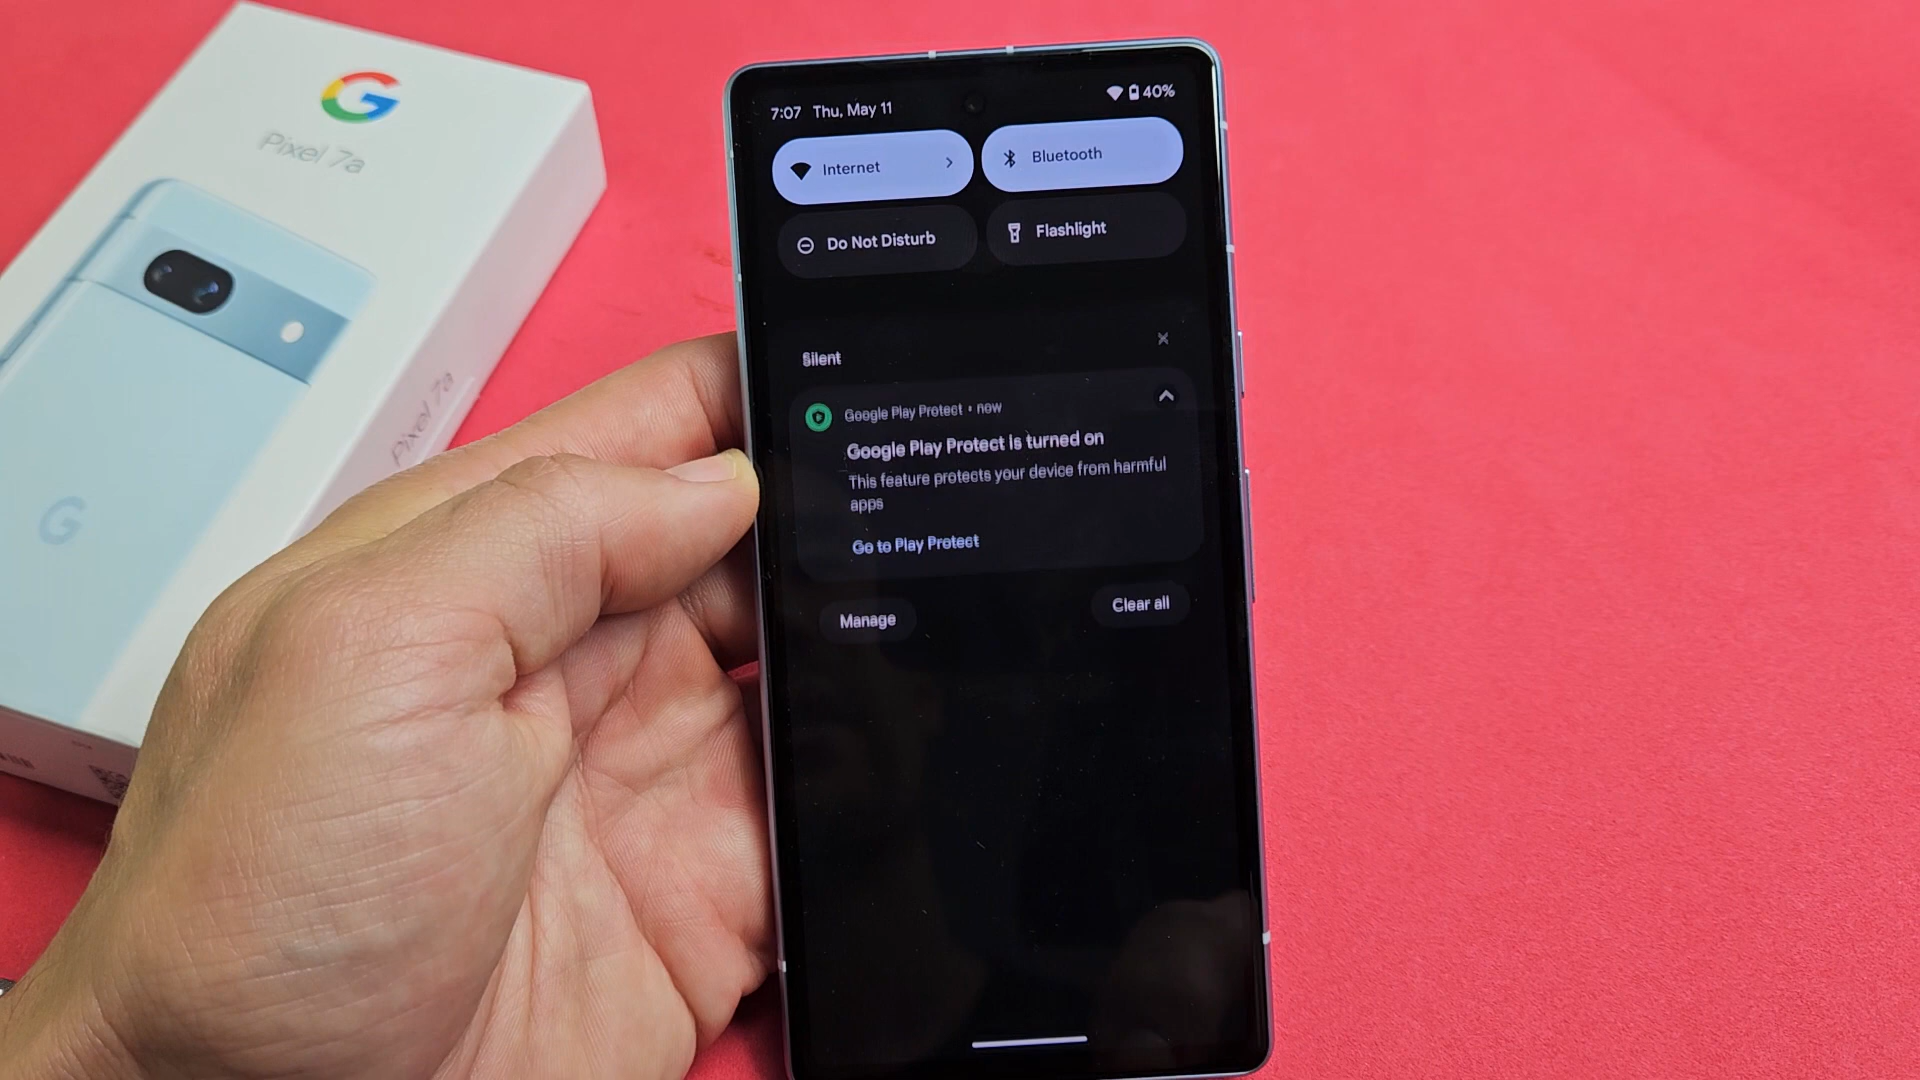 G
Pixel 7a
Pixel 7a
G
7:07 Thu, May 11
40%
Internet
Bluetooth
Do Not Disturb
Flashlight
Silent
Google Play Protect • now
Google Play Protect is turned on
This feature protects your device from harmful
apps
Go to Play Protect
Manage
Clear all